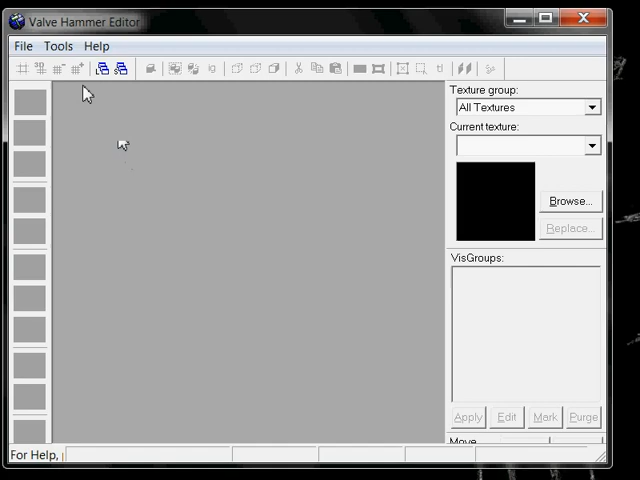 Valve Hammer Editor
File Tools Help
Texture group:
All Textures
Current texture:
Browse...
Replace...
VisGroups:
Apply Edit Mark Purge
Move
For Help,